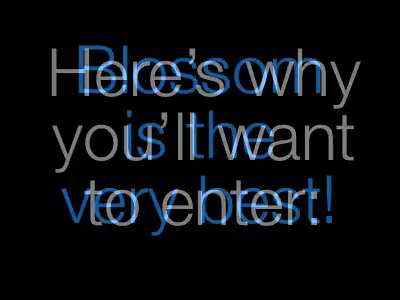 Here's why
you'll want
to enter:
Blossom
is the
very best!